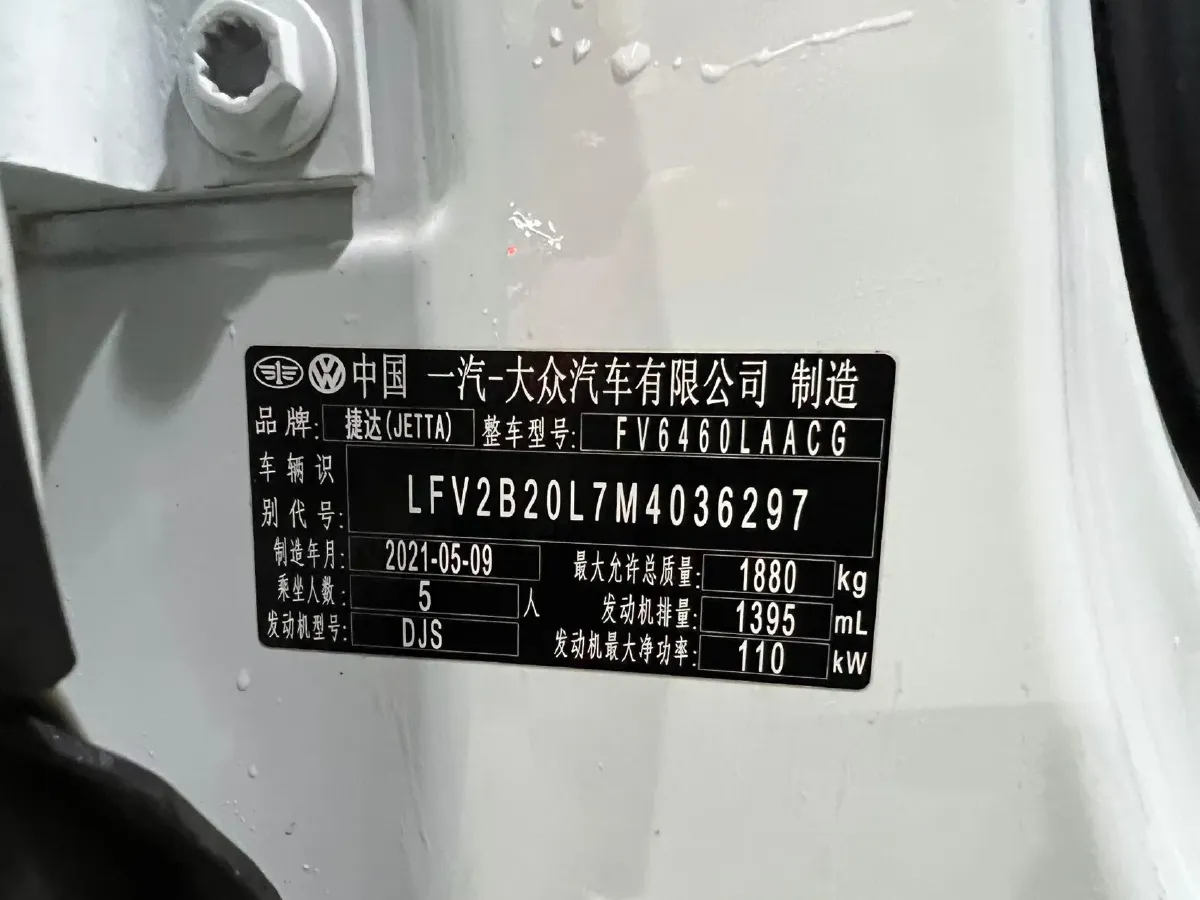 中国 一汽-大众汽车有限公司 制造
品牌: 捷达(JETTA) 整车型号: FV6460LAACG
车辆识别代号: LFV2B20L7M4036297
制造年月: 2021-05-09 最大允许总质量: 1880 kg
乘坐人数: 5 人 发动机排量: 1395 mL
发动机型号: DJS 发动机最大净功率: 110 kW